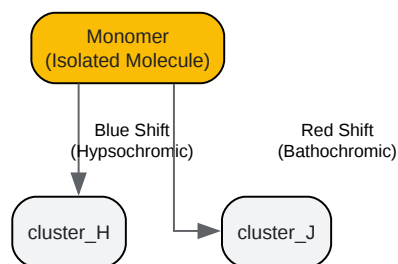 Monomer
(Isolated Molecule)
Blue Shift
(Hypsochromic)
Red Shift
(Bathochromic)
cluster_H
cluster_J